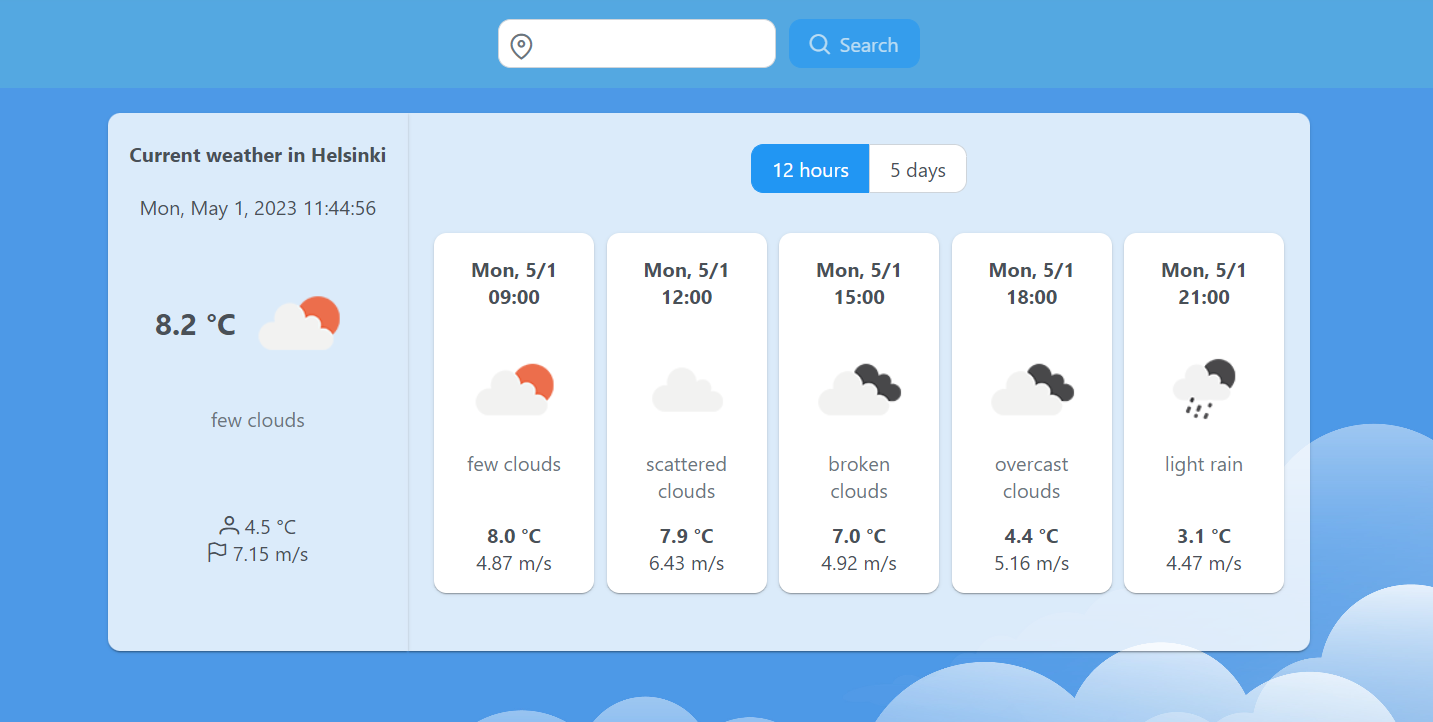 Search
Current weather in Helsinki
Mon, May 1, 2023 11:44:56
8.2 °C
few clouds
4.5 °C
7.15 m/s
12 hours
5 days
Mon, 5/1
09:00
few clouds
8.0 °C
4.87 m/s
Mon, 5/1
12:00
scattered
clouds
7.9 °C
6.43 m/s
Mon, 5/1
15:00
broken
clouds
7.0 °C
4.92 m/s
Mon, 5/1
18:00
overcast
clouds
4.4 °C
5.16 m/s
Mon, 5/1
21:00
light rain
3.1 °C
4.47 m/s